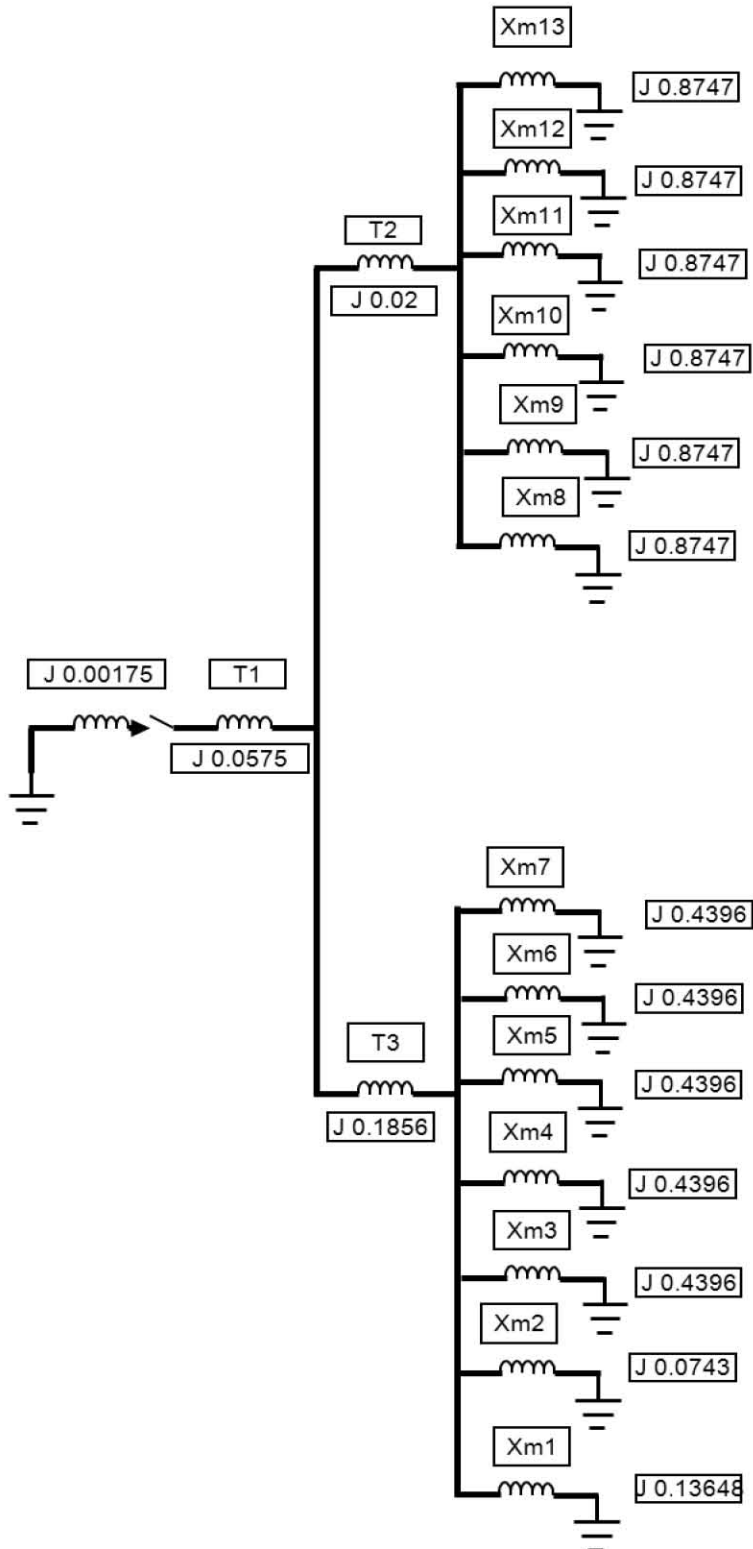 Xm13
J 0.8747
Xm12
J 0.8747
Xm11
J 0.8747
T2
J 0.02
Xm10
J 0.8747
Xm9
J 0.8747
Xm8
J 0.8747
J 0.00175
T1
J 0.0575
Xm7
J 0.4396
Xm6
J 0.4396
Xm5
J 0.4396
T3
J 0.1856
Xm4
J 0.4396
Xm3
J 0.4396
Xm2
J 0.0743
Xm1
J 0.13648